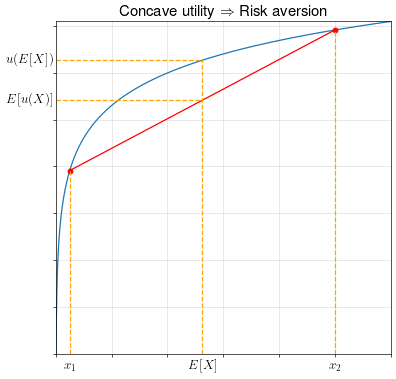 Concave utility ⇒ Risk aversion
u(E[X])
E[u(X)]
x₁ E[X] x₂